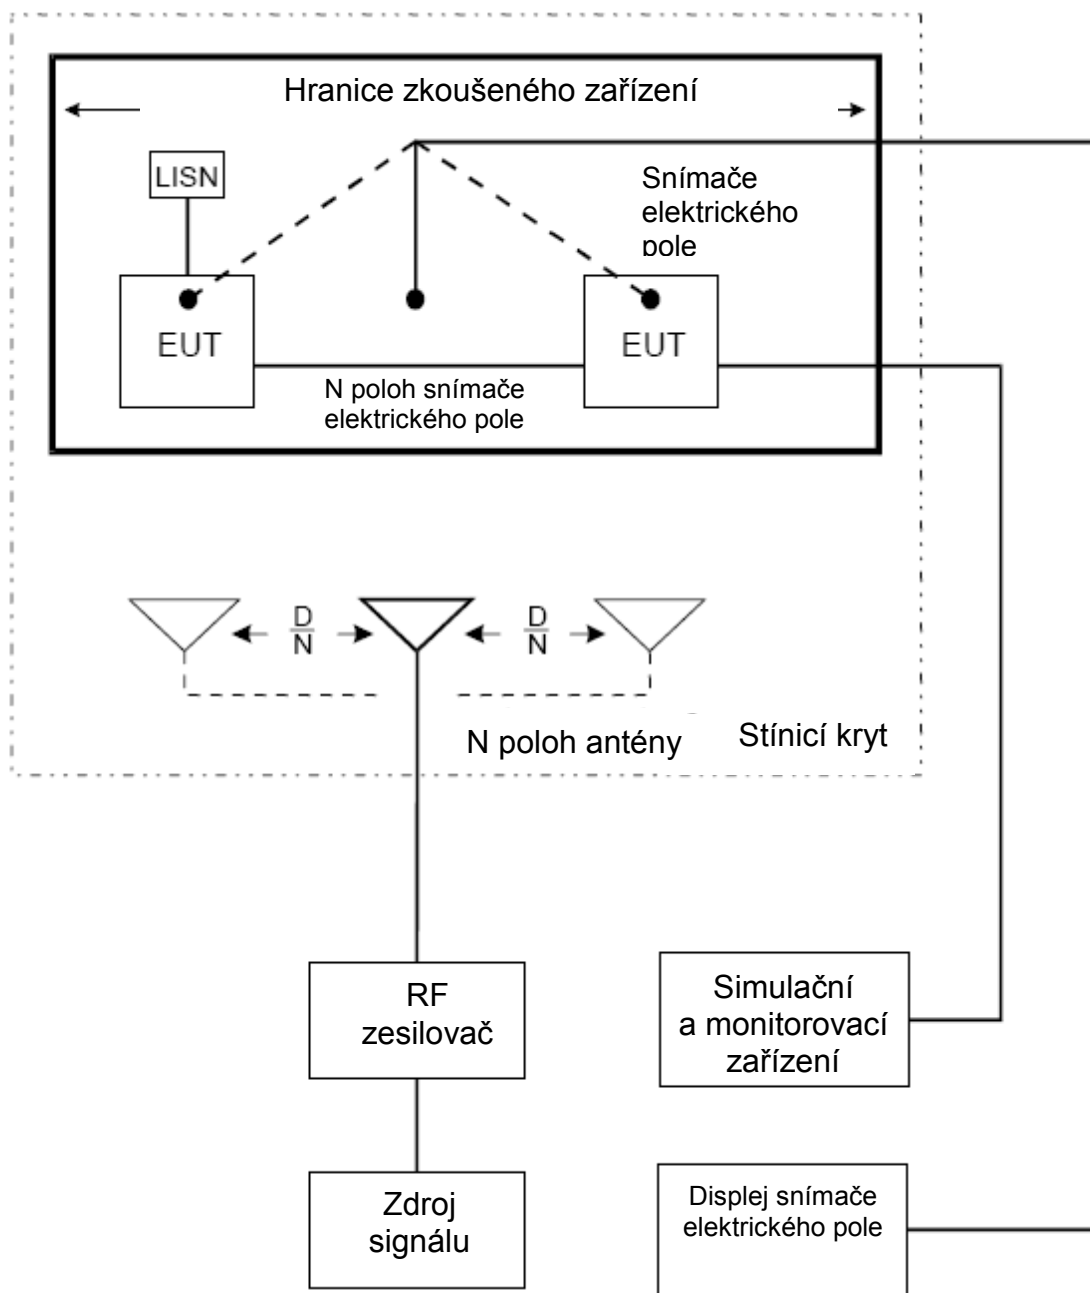 Hranice zkoušeného zařízení
LISN
Snímače
elektrického
pole
EUT
EUT
N poloh snímače
elektrického pole
D
N
D
N
N poloh antény
Stínicí kryt
RF
zesilovač
Simulační
a monitorovací
zařízení
Zdroj
signálu
Displej snímače
elektrického pole